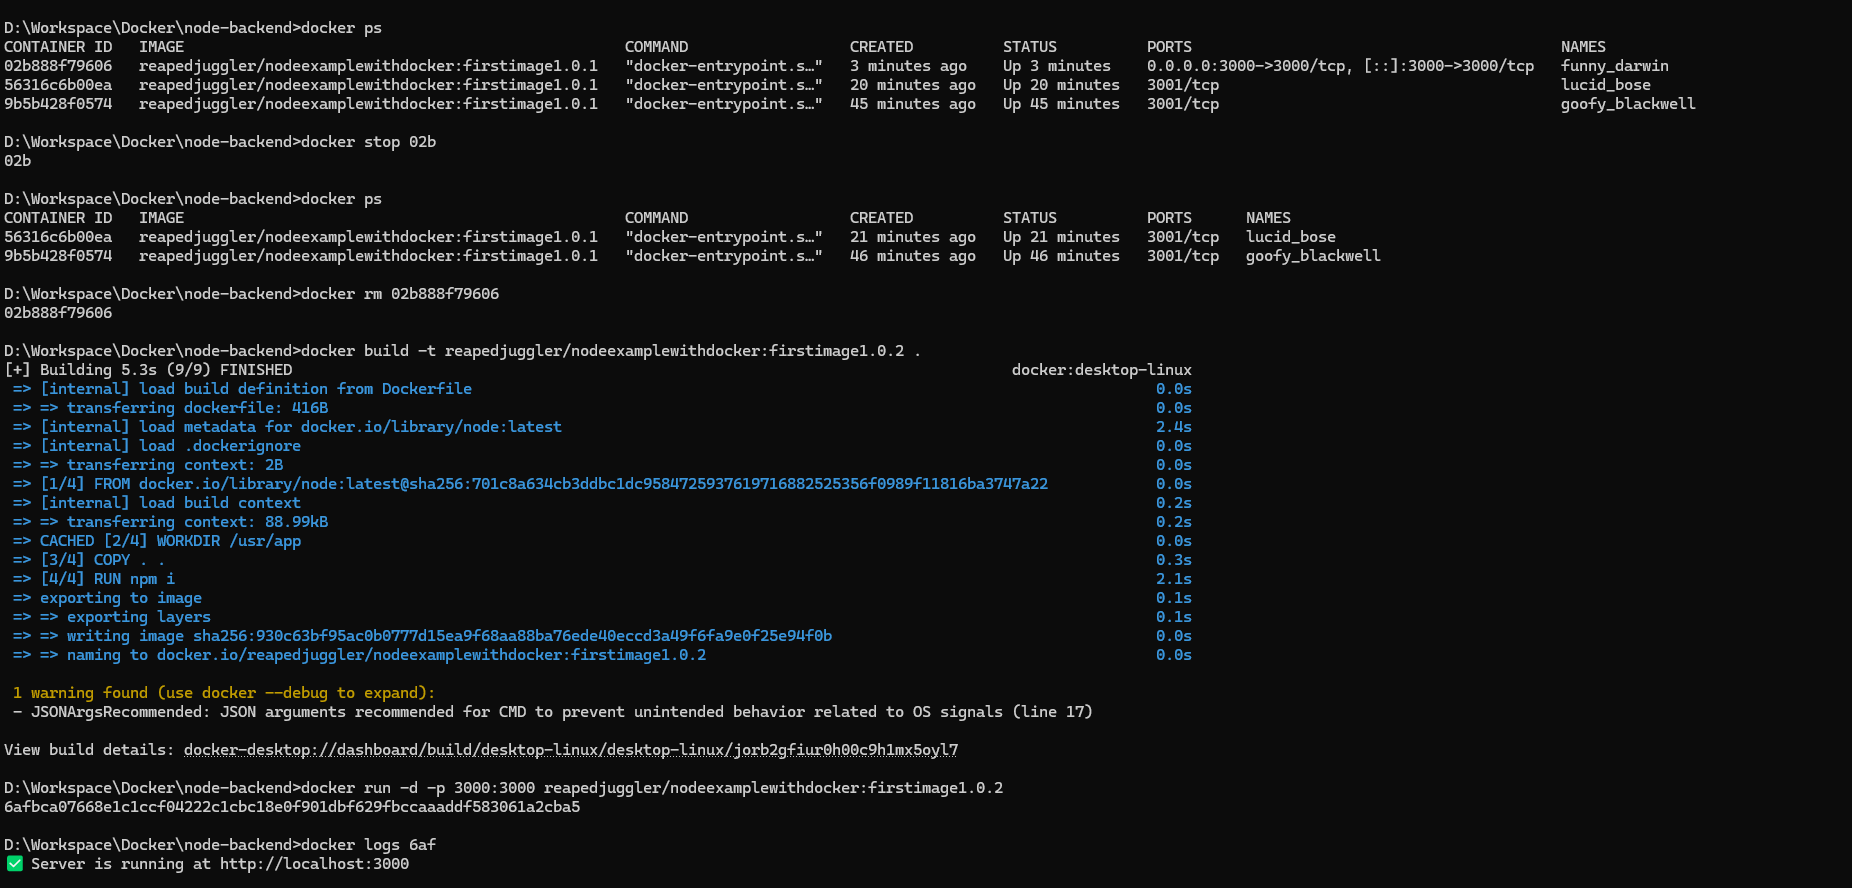 D:\Workspace\Docker\node-backend>docker ps
CONTAINER ID   IMAGE                                              COMMAND                  CREATED          STATUS          PORTS                                         NAMES
02b888f79606   reapedjuggler/nodeexamplewithdocker:firstimage1.0.1   "docker-entrypoint.s…"   3 minutes ago    Up 3 minutes    0.0.0.0:3000->3000/tcp, [::]:3000->3000/tcp   funny_darwin
56316c6b00ea   reapedjuggler/nodeexamplewithdocker:firstimage1.0.1   "docker-entrypoint.s…"   20 minutes ago   Up 20 minutes   3001/tcp                                      lucid_bose
9b5b428f0574   reapedjuggler/nodeexamplewithdocker:firstimage1.0.1   "docker-entrypoint.s…"   45 minutes ago   Up 45 minutes   3001/tcp                                      goofy_blackwell
D:\Workspace\Docker\node-backend>docker stop 02b
02b
D:\Workspace\Docker\node-backend>docker ps
CONTAINER ID   IMAGE                                              COMMAND                  CREATED          STATUS          PORTS      NAMES
56316c6b00ea   reapedjuggler/nodeexamplewithdocker:firstimage1.0.1   "docker-entrypoint.s…"   21 minutes ago   Up 21 minutes   3001/tcp   lucid_bose
9b5b428f0574   reapedjuggler/nodeexamplewithdocker:firstimage1.0.1   "docker-entrypoint.s…"   46 minutes ago   Up 46 minutes   3001/tcp   goofy_blackwell
D:\Workspace\Docker\node-backend>docker rm 02b888f79606
02b888f79606
D:\Workspace\Docker\node-backend>docker build -t reapedjuggler/nodeexamplewithdocker:firstimage1.0.2 .
[+] Building 5.3s (9/9) FINISHED docker:desktop-linux
=> [internal] load build definition from Dockerfile 0.0s
=> => transferring dockerfile: 416B 0.0s
=> [internal] load metadata for docker.io/library/node:latest 2.4s
=> [internal] load .dockerignore 0.0s
=> => transferring context: 2B 0.0s
=> [1/4] FROM docker.io/library/node:latest@sha256:701c8a634cb3ddbc1dc9584725937619716882525356f0989f11816ba3747a22 0.0s
=> [internal] load build context 0.2s
=> => transferring context: 88.99kB 0.2s
=> CACHED [2/4] WORKDIR /usr/app 0.0s
=> [3/4] COPY . . 0.3s
=> [4/4] RUN npm i 2.1s
=> exporting to image 0.1s
=> => exporting layers 0.1s
=> => writing image sha256:930c63bf95ac0b0777d15ea9f68aa88ba76ede40eccd3a49f6fa9e0f25e94f0b 0.0s
=> => naming to docker.io/reapedjuggler/nodeexamplewithdocker:firstimage1.0.2 0.0s
1 warning found (use docker --debug to expand):
- JSONArgsRecommended: JSON arguments recommended for CMD to prevent unintended behavior related to OS signals (line 17)
View build details: docker-desktop://dashboard/build/desktop-linux/desktop-linux/jorb2gfiur0h00c9h1mx5oyl7
D:\Workspace\Docker\node-backend>docker run -d -p 3000:3000 reapedjuggler/nodeexamplewithdocker:firstimage1.0.2
6afbca07668e1c1ccf04222c1cbc18e0f901dbf629fbccaaaddf583061a2cba5
D:\Workspace\Docker\node-backend>docker logs 6af
✅ Server is running at http://localhost:3000